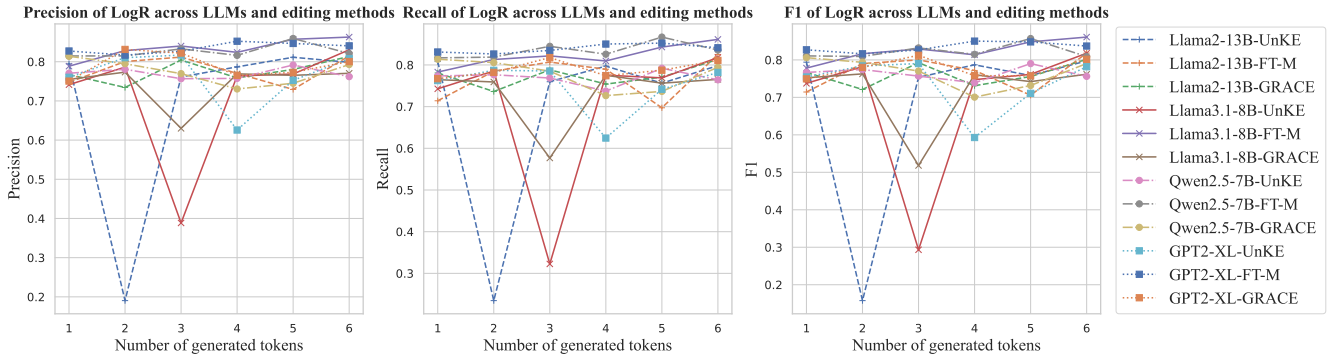 Precision of LogR across LLMs and editing methods
Precision
0.8
0.7
0.6
0.5
0.4
0.3
0.2
1 2 3 4 5 6
Number of generated tokens
Recall of LogR across LLMs and editing methods
Recall
0.8
0.7
0.6
0.5
0.4
0.3
1 2 3 4 5 6
Number of generated tokens
F1 of LogR across LLMs and editing methods
F1
0.8
0.7
0.6
0.5
0.4
0.3
0.2
1 2 3 4 5 6
Number of generated tokens
Llama2-13B-UnKE
Llama2-13B-FT-M
Llama2-13B-GRACE
Llama3.1-8B-UnKE
Llama3.1-8B-FT-M
Llama3.1-8B-GRACE
Qwen2.5-7B-UnKE
Qwen2.5-7B-FT-M
Qwen2.5-7B-GRACE
GPT2-XL-UnKE
GPT2-XL-FT-M
GPT2-XL-GRACE